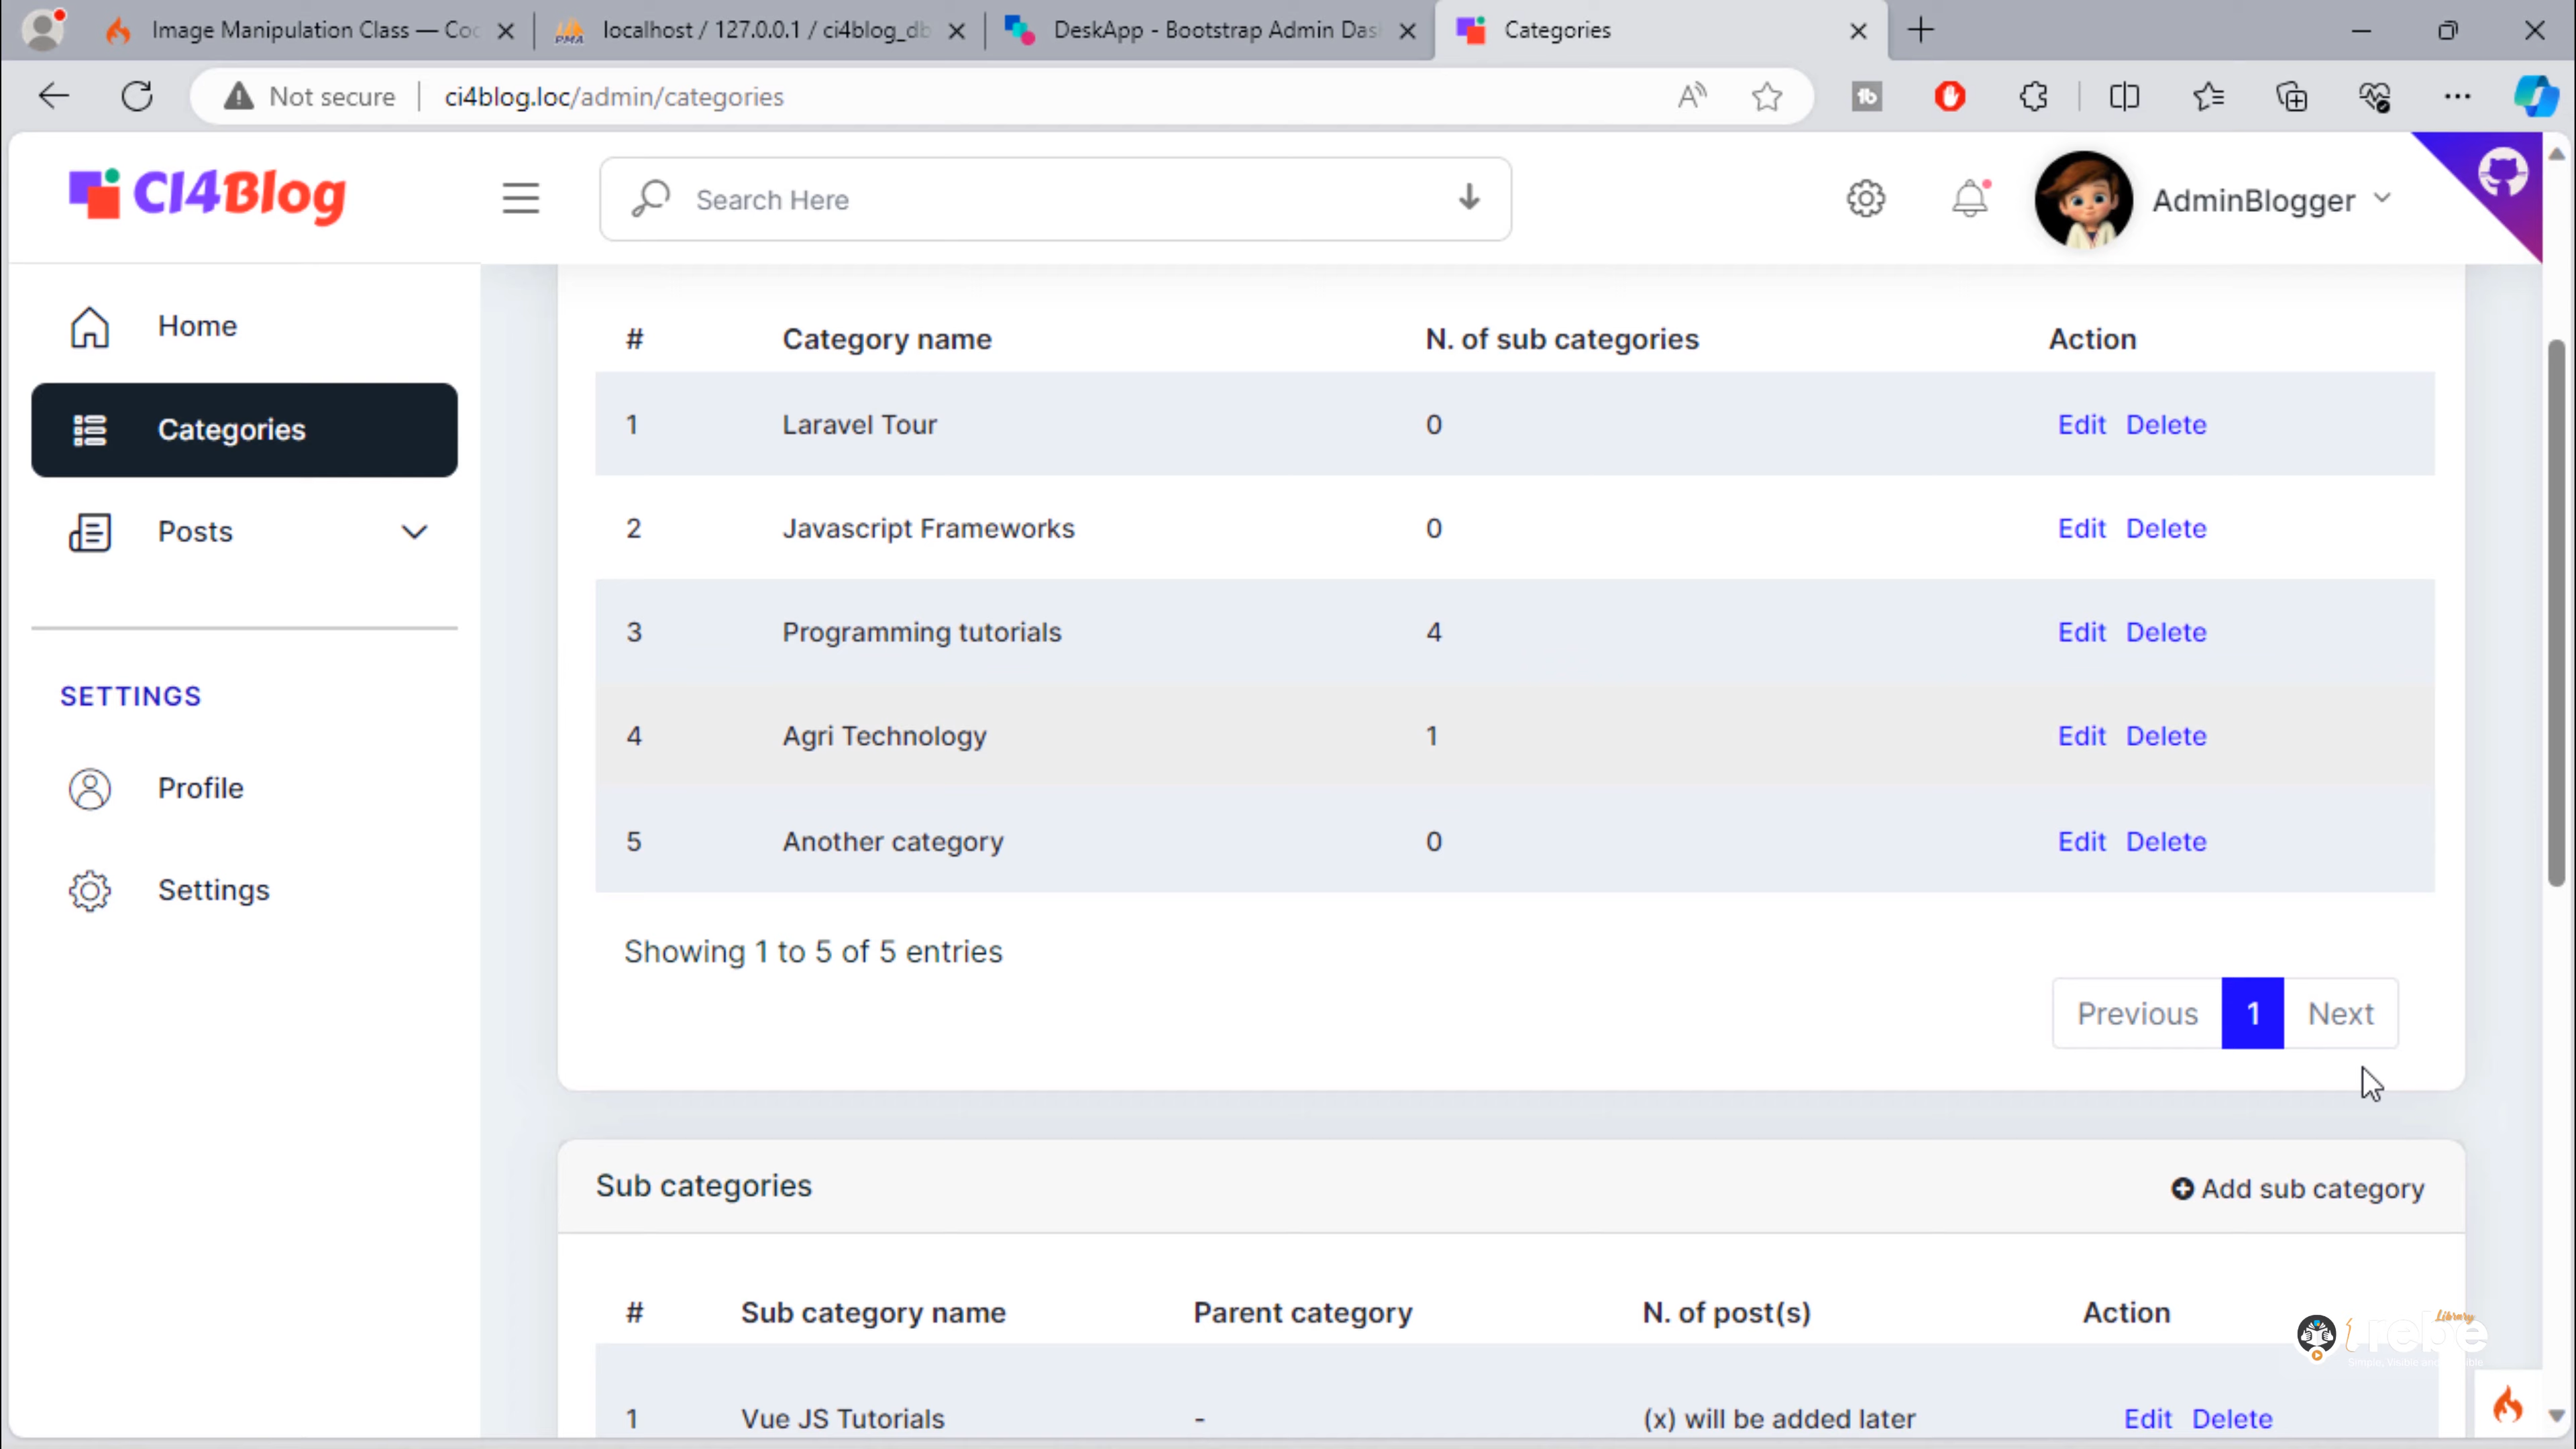 Image Manipulation Class — Co
localhost / 127.0.0.1 / ci4blog_db
DeskApp - Bootstrap Admin Das
Categories
Not secure
ci4blog.loc/admin/categories
CI4Blog
Search Here
AdminBlogger
Home
Categories
Posts
SETTINGS
Profile
Settings
# Category name N. of sub categories Action
1 Laravel Tour 0 Edit Delete
2 Javascript Frameworks 0 Edit Delete
3 Programming tutorials 4 Edit Delete
4 Agri Technology 1 Edit Delete
5 Another category 0 Edit Delete
Showing 1 to 5 of 5 entries
Previous 1 Next
Sub categories
Add sub category
# Sub category name Parent category N. of post(s) Action
1 Vue JS Tutorials - (x) will be added later Edit Delete
Library